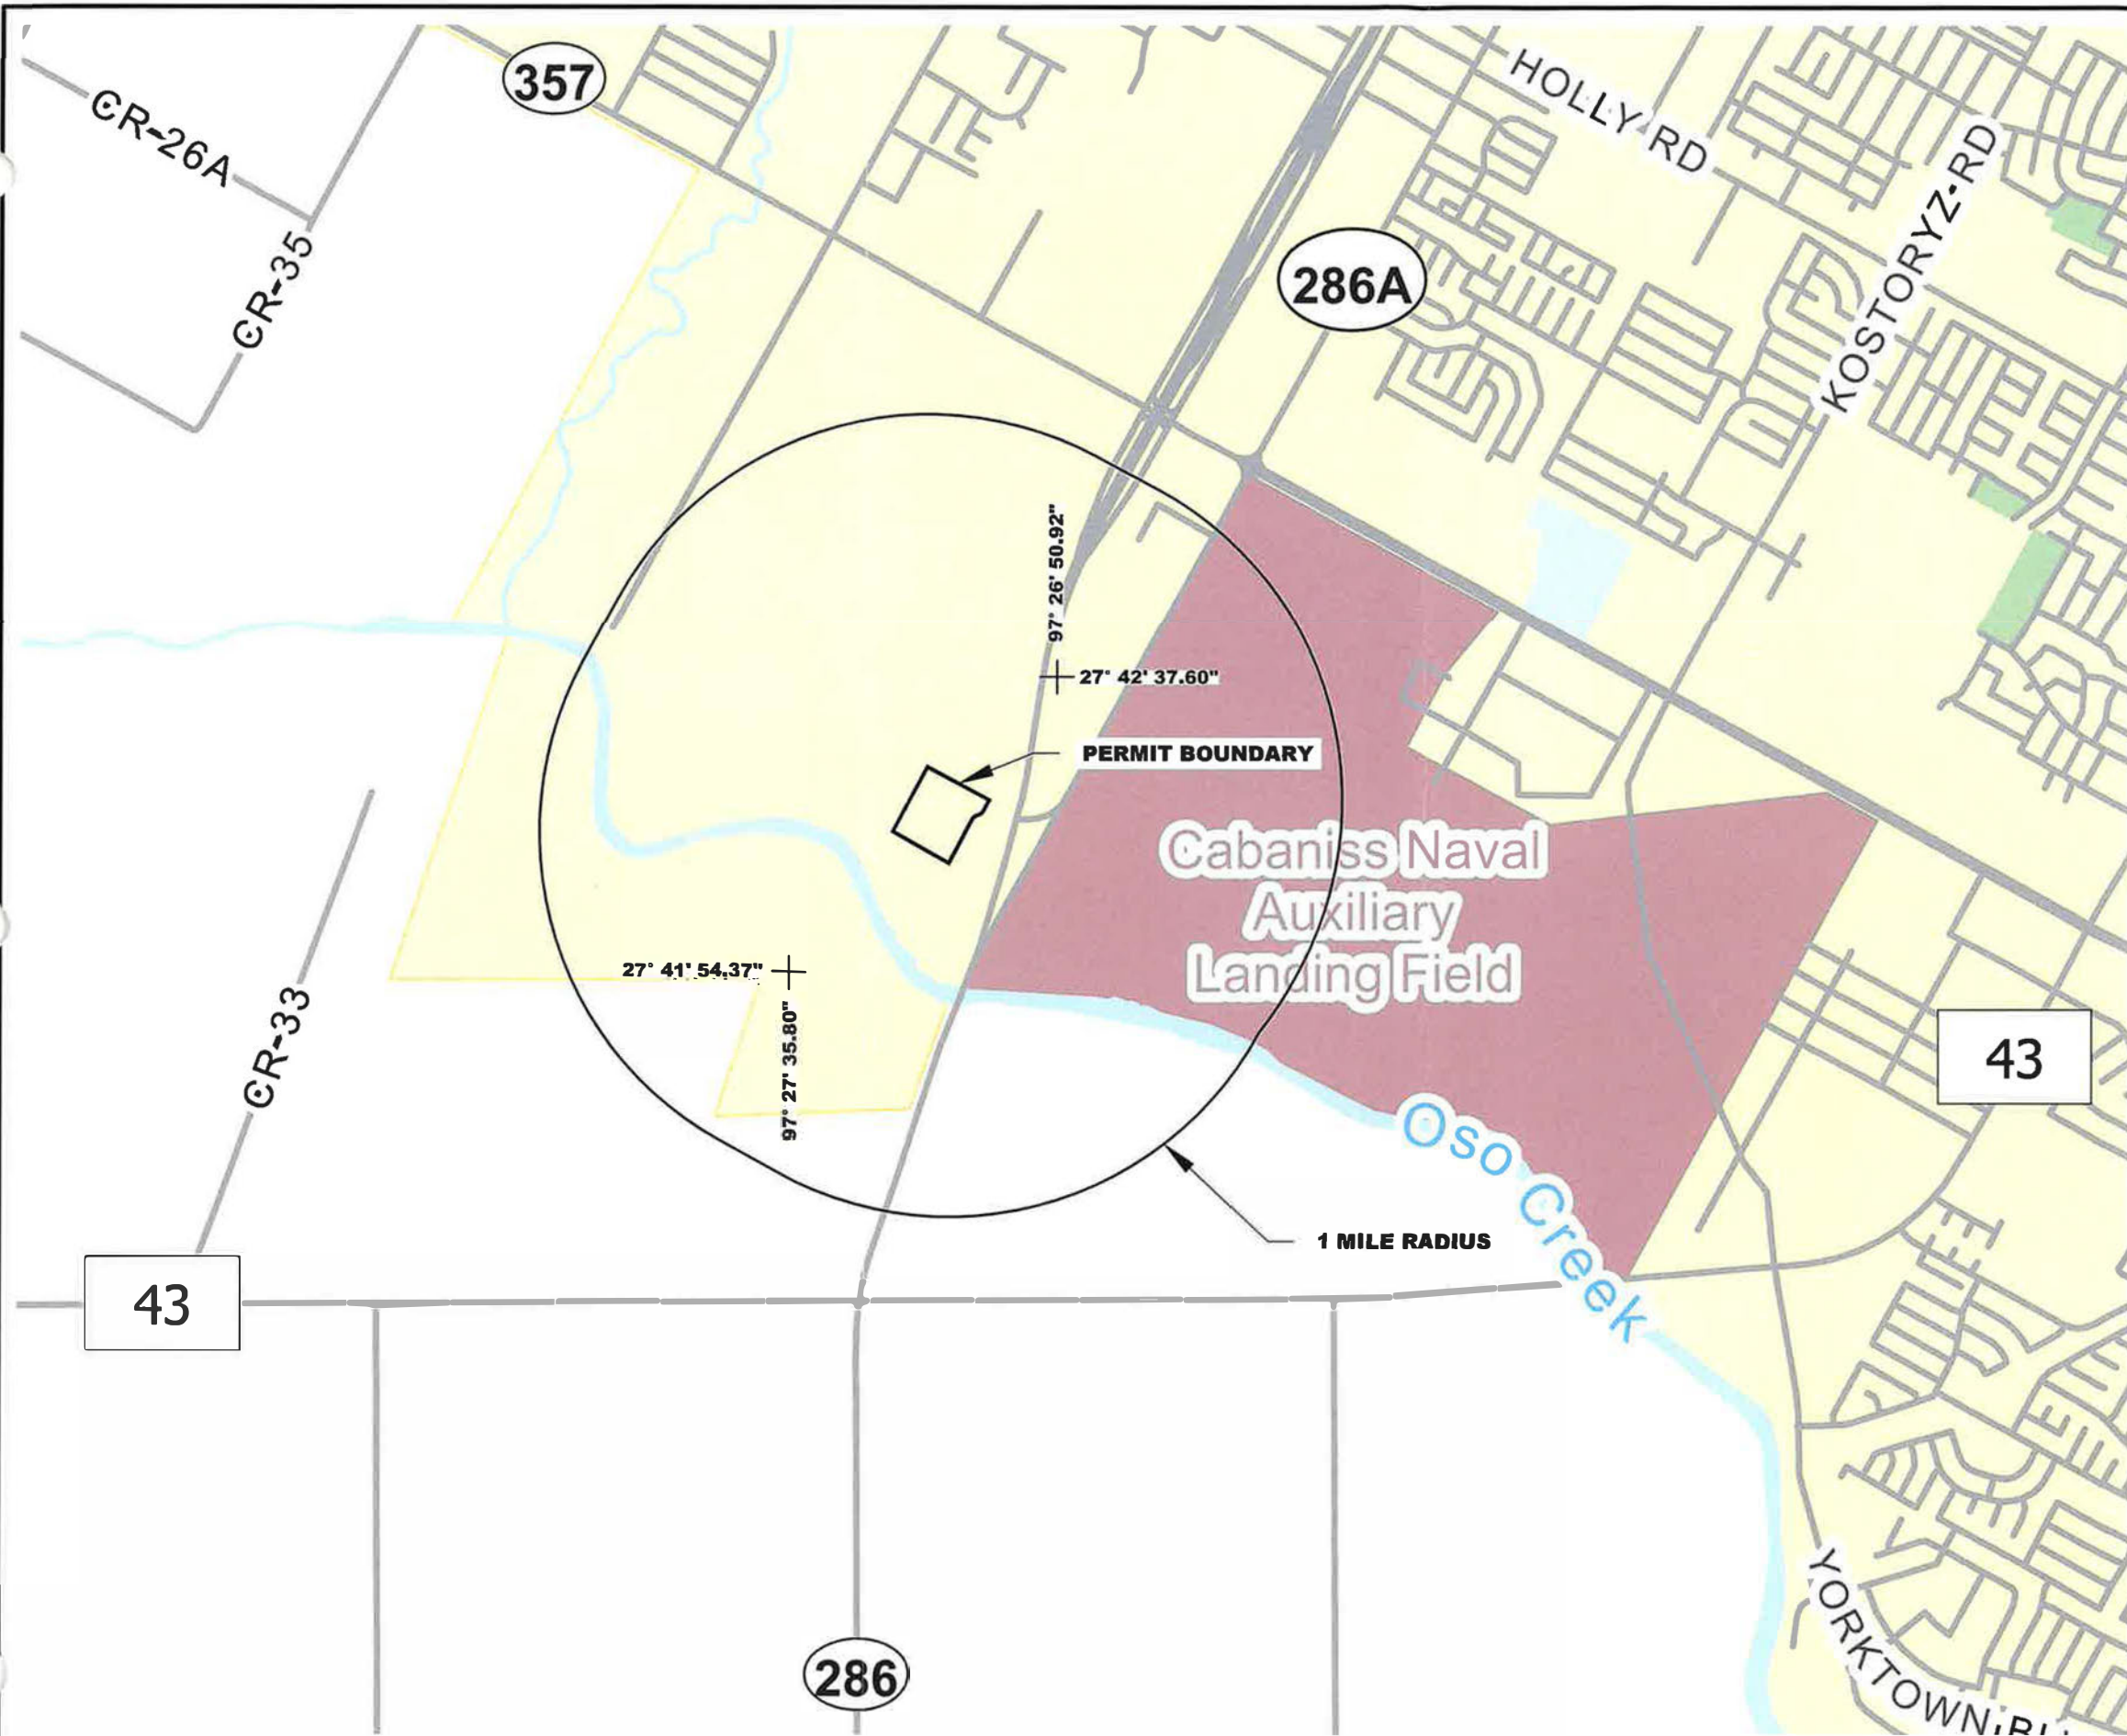 357
CR-26A
HOLLY RD
KOSTORYZ RD
CR-35
286A
97° 26' 50.92"
27° 42' 37.60"
PERMIT BOUNDARY
Cabaniss Naval
Auxiliary
Landing Field
27° 41' 54.37"
97° 27' 35.80"
CR-33
43
Oso Creek
1 MILE RADIUS
43
286
YORKTOWN